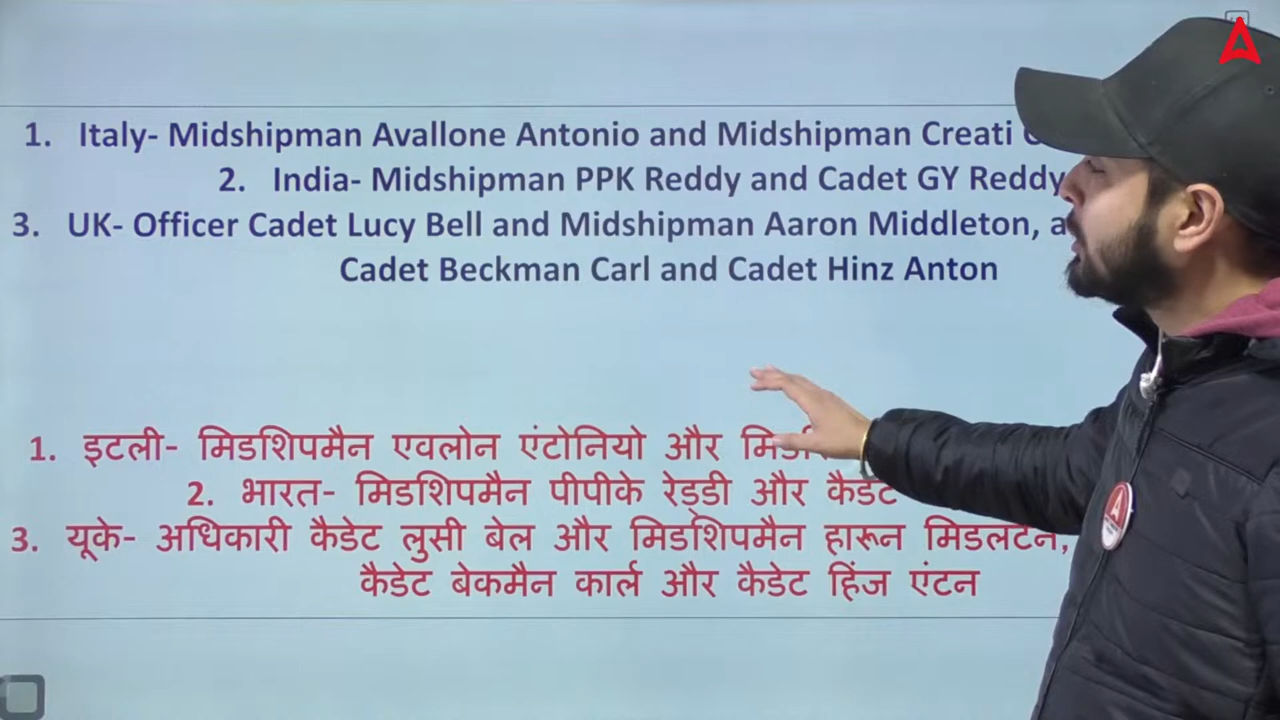 1. Italy- Midshipman Avallone Antonio and Midshipman Creati
2. India- Midshipman PPK Reddy and Cadet GY Reddy
3. UK- Officer Cadet Lucy Bell and Midshipman Aaron Middleton,
Cadet Beckman Carl and Cadet Hinz Anton
1. इटली- मिडशिपमैन एवलोन एंटोनियो और
2. भारत- मिडशिपमैन पीपीके रेड्डी और कैडेट
3. यूके- अधिकारी कैडेट लुसी बेल और मिडशिपमैन हारून मिडलटन,
कैडेट बेकमैन कार्ल और कैडेट हिंज एंटन